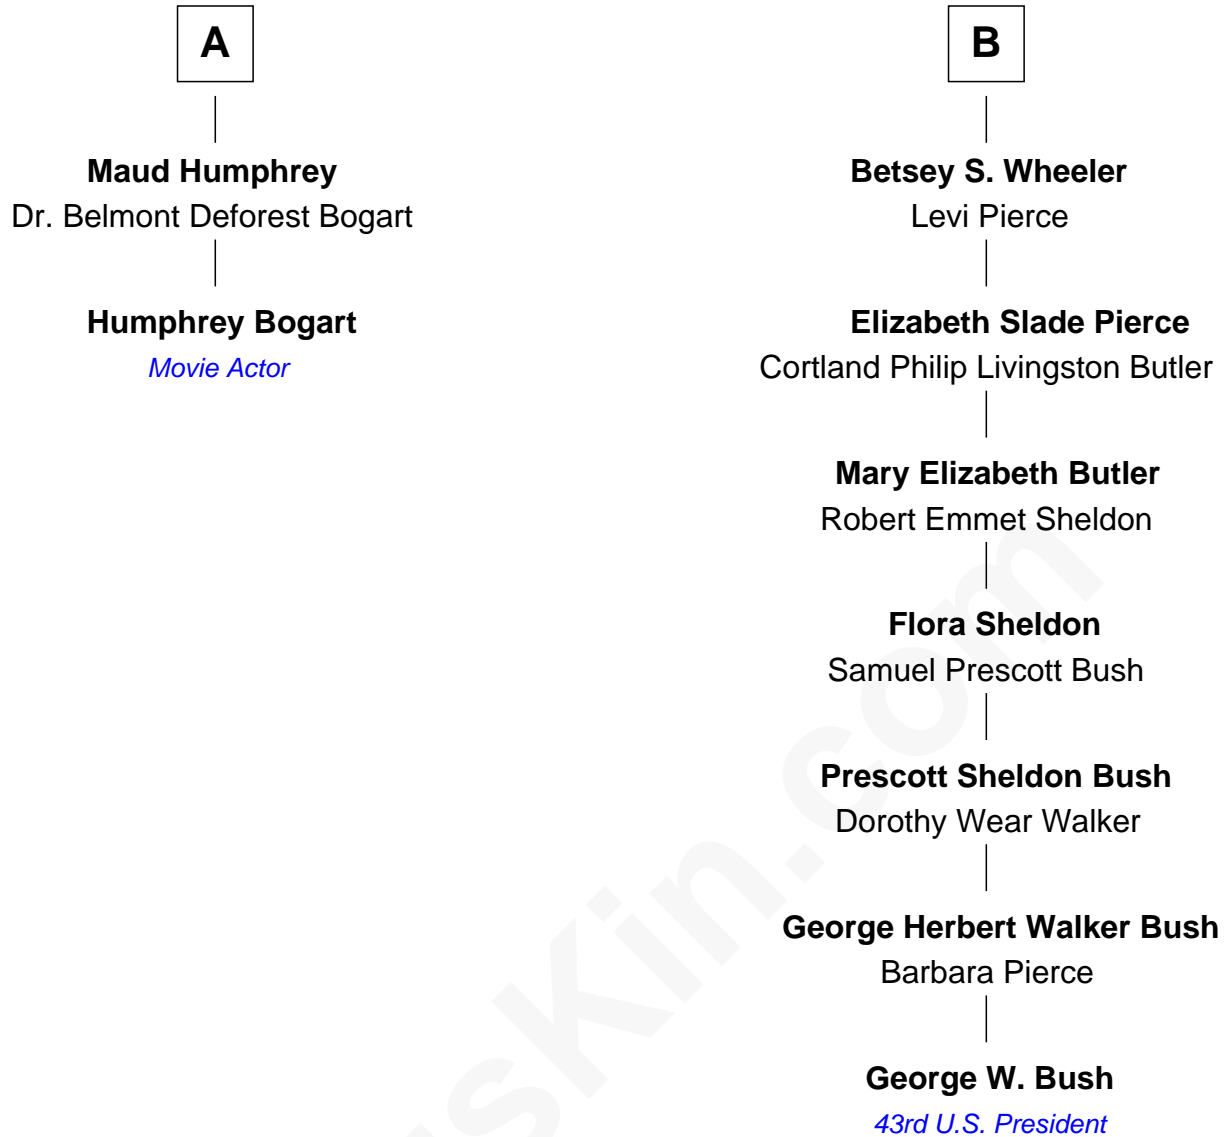 A
Maud Humphrey
Dr. Belmont Deforest Bogart
Humphrey Bogart
Movie Actor
B
Betsey S. Wheeler
Levi Pierce
Elizabeth Slade Pierce
Cortland Philip Livingston Butler
Mary Elizabeth Butler
Robert Emmet Sheldon
Flora Sheldon
Samuel Prescott Bush
Prescott Sheldon Bush
Dorothy Wear Walker
George Herbert Walker Bush
Barbara Pierce
George W. Bush
43rd U.S. President